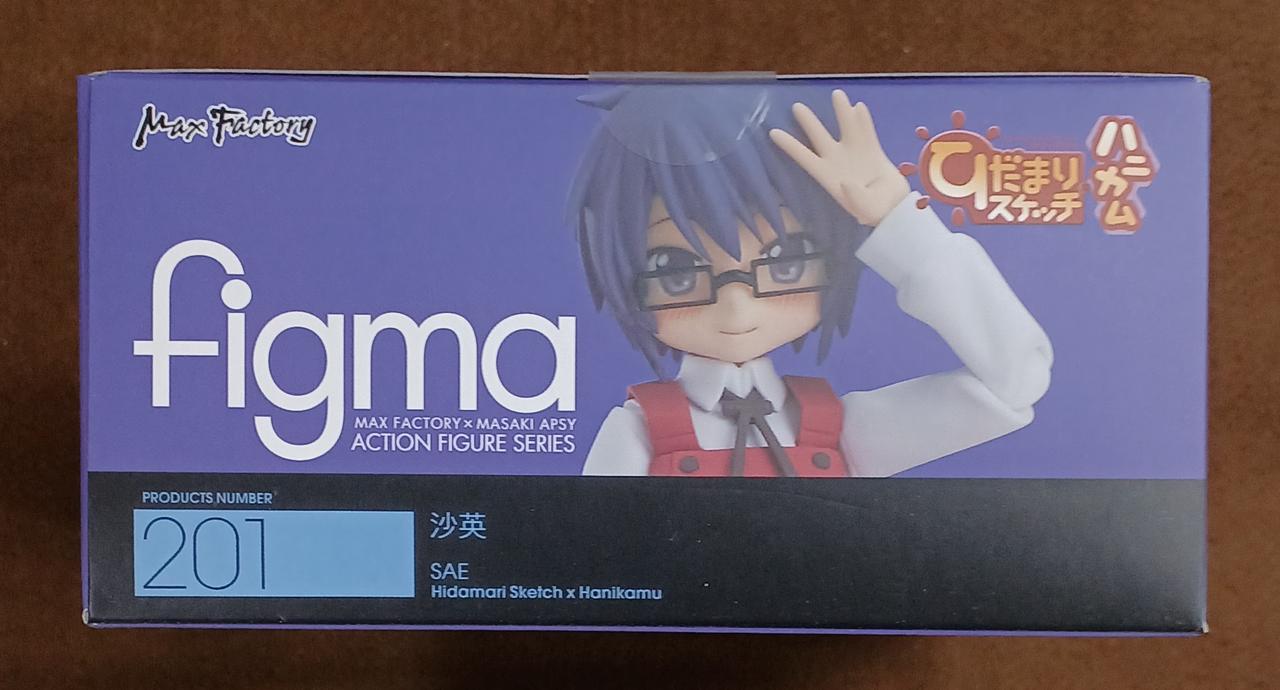 Max Factory
ひだまり
スケッチ
ハニカム
figma
MAX FACTORY×MASAKI APSY
ACTION FIGURE SERIES
PRODUCTS NUMBER
201
沙英
SAE
Hidamari Sketch x Hanikamu